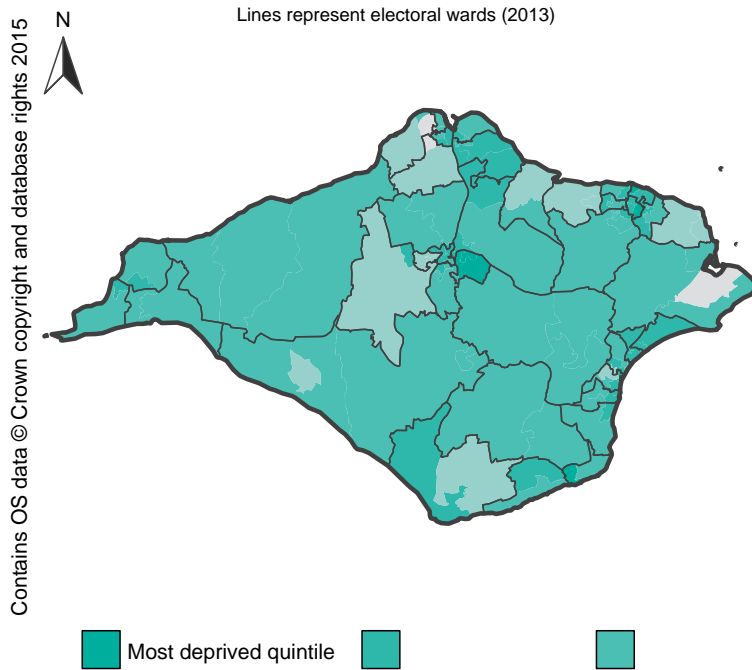 Lines represent electoral wards (2013)
N
Contains OS data © Crown copyright and database rights 2015
Most deprived quintile